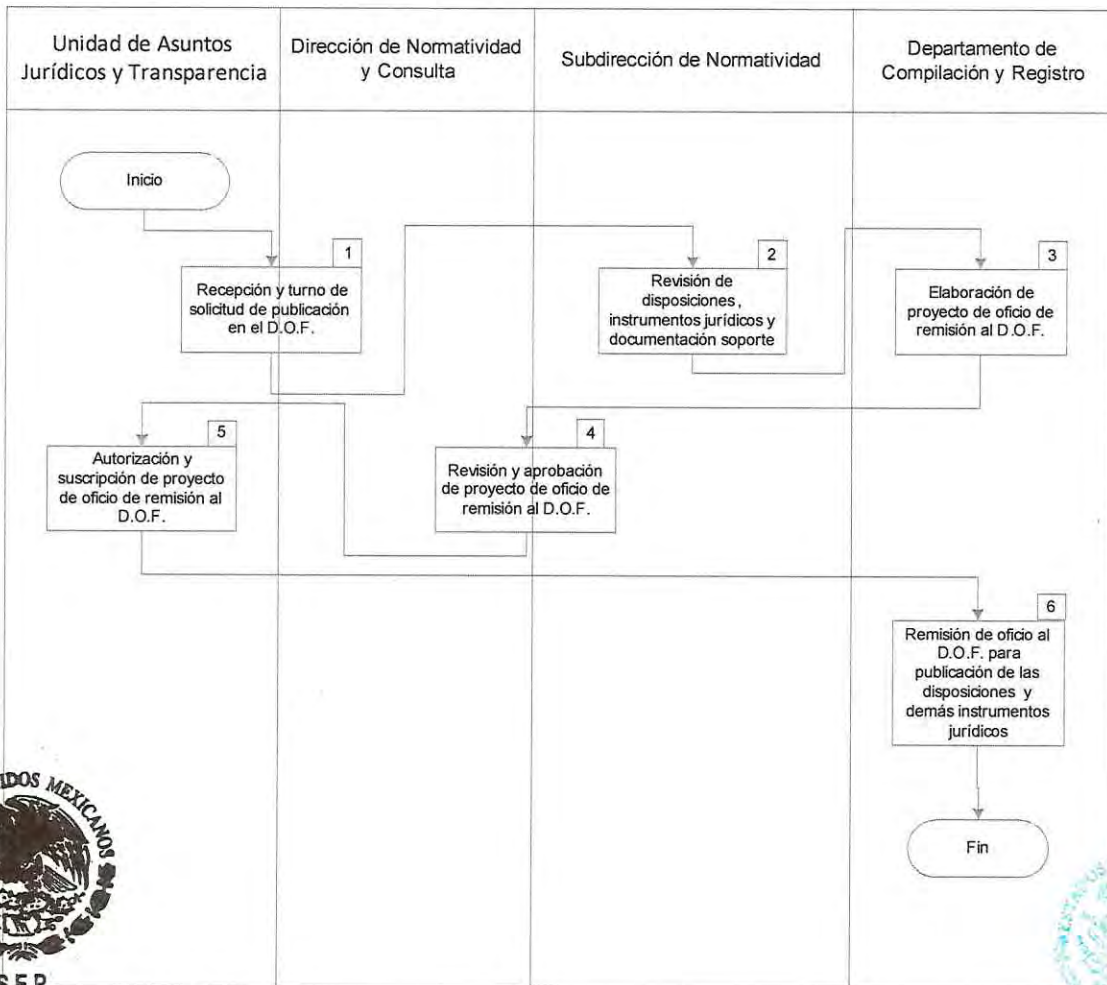 Unidad de Asuntos
Jurídicos y Transparencia
Dirección de Normatividad
y Consulta
Subdirección de Normatividad
Departamento de
Compilación y Registro
Inicio
1
Recepción y turno de
solicitud de publicación
en el D.O.F.
2
Revisión de
disposiciones,
instrumentos jurídicos y
documentación soporte
3
Elaboración de
proyecto de oficio de
remisión al D.O.F.
4
Revisión y aprobación
de proyecto de oficio de
remisión al D.O.F.
5
Autorización y
suscripción de proyecto
de oficio de remisión al
D.O.F.
6
Remisión de oficio al
D.O.F. para
publicación de las
disposiciones y
demás instrumentos
jurídicos
Fin
IDOS MEXICANOS
S.E.P.
ESTADOS